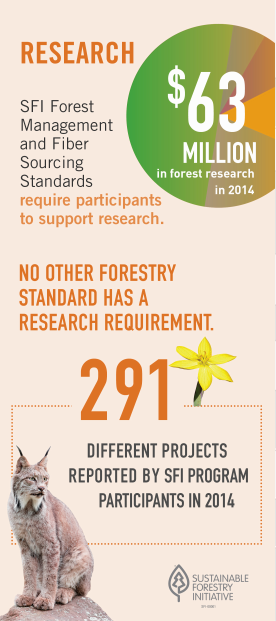 RESEARCH
SFI Forest
Management
and Fiber
Sourcing
Standards
require participants
to support research.
$63
MILLION
in forest research
in 2014
NO OTHER FORESTRY
STANDARD HAS A
RESEARCH REQUIREMENT.
291
DIFFERENT PROJECTS
REPORTED BY SFI PROGRAM
PARTICIPANTS IN 2014
SUSTAINABLE
FORESTRY
INITIATIVE